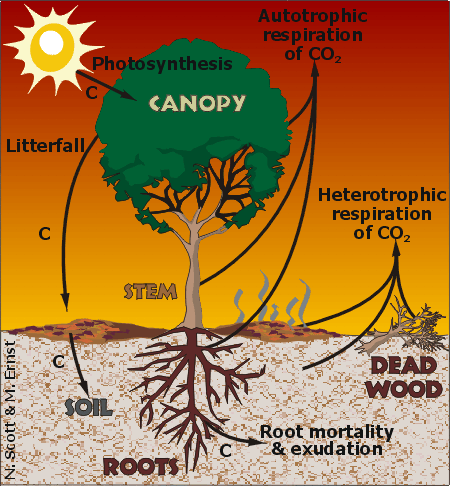 Autotrophic
respiration
of CO₂
Photosynthesis
C
CANOPY
Litterfall
Heterotrophic
respiration
of CO₂
C
STEM
C
DEAD
WOOD
SOIL
Root mortality
& exudation
C
ROOTS
N. Scott & M. Ernst